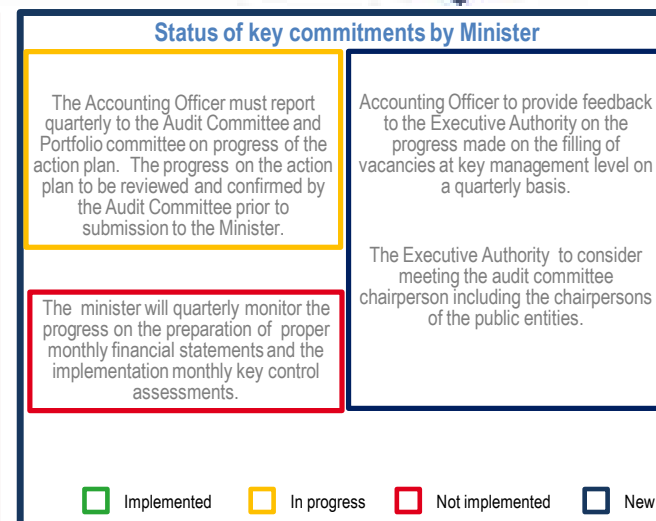 Status of key commitments by Minister
The Accounting Officer must report
quarterly to the Audit Committee and
Portfolio committee on progress of the
action plan. The progress on the action
plan to be reviewed and confirmed by
the Audit Committee prior to
submission to the Minister.
The minister will quarterly monitor the
progress on the preparation of proper
monthly financial statements and the
implementation monthly key control
assessments.
Accounting Officer to provide feedback
to the Executive Authority on the
progress made on the filling of
vacancies at key management level on
a quarterly basis.
The Executive Authority to consider
meeting the audit committee
chairperson including the chairpersons
of the public entities.
Implemented
In progress
Not implemented
New